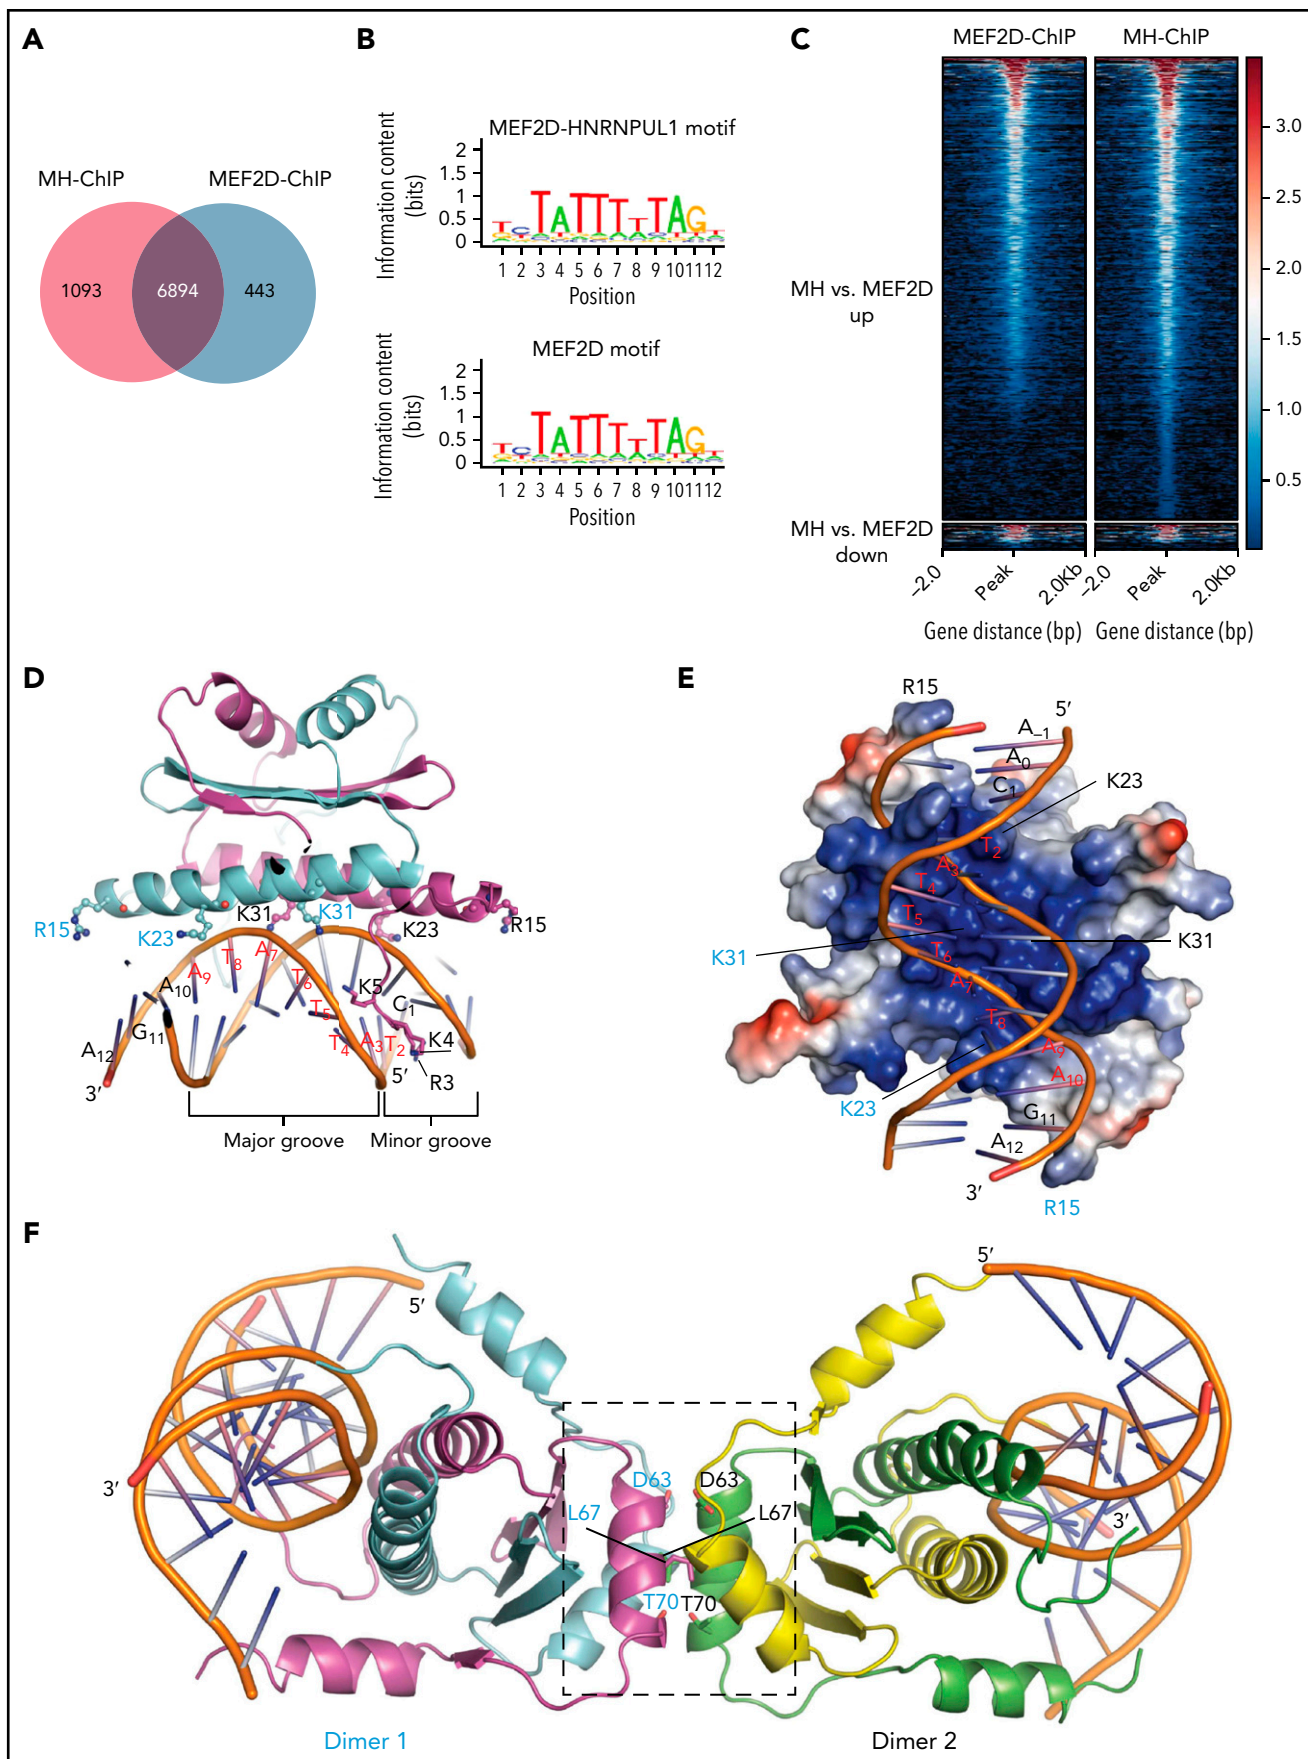 A
MH-ChIP
MEF2D-ChIP
1093
6894
443
B
MEF2D-HNRNPUL1 motif
Information content
(bits)
2
1.5
1
0.5
0
TCTATTTTTAGT
1 2 3 4 5 6 7 8 9 10 11 12
Position
MEF2D motif
Information content
(bits)
2
1.5
1
0.5
0
TCTATTTTTAGT
1 2 3 4 5 6 7 8 9 10 11 12
Position
C
MEF2D-ChIP
MH-ChIP
3.0
2.5
2.0
1.5
1.0
0.5
MH vs. MEF2D
up
MH vs. MEF2D
down
−2.0
Peak
2.0Kb
−2.0
Peak
2.0Kb
Gene distance (bp)
Gene distance (bp)
D
R15
K23
K31
K31
K23
R15
A9
T8
A7
T6
A10
K5
C1
T5
G11
T4
A3
T2
K4
A12
5′
R3
3′
Major groove
Minor groove
E
R15
5′
A−1
A0
C1
K23
T2
A3
T4
T5
K31
K31
T6
A7
T8
A9
A10
K23
G11
A12
3′
R15
F
5′
5′
3′
D63
D63
L67
L67
3′
T70
T70
Dimer 1
Dimer 2